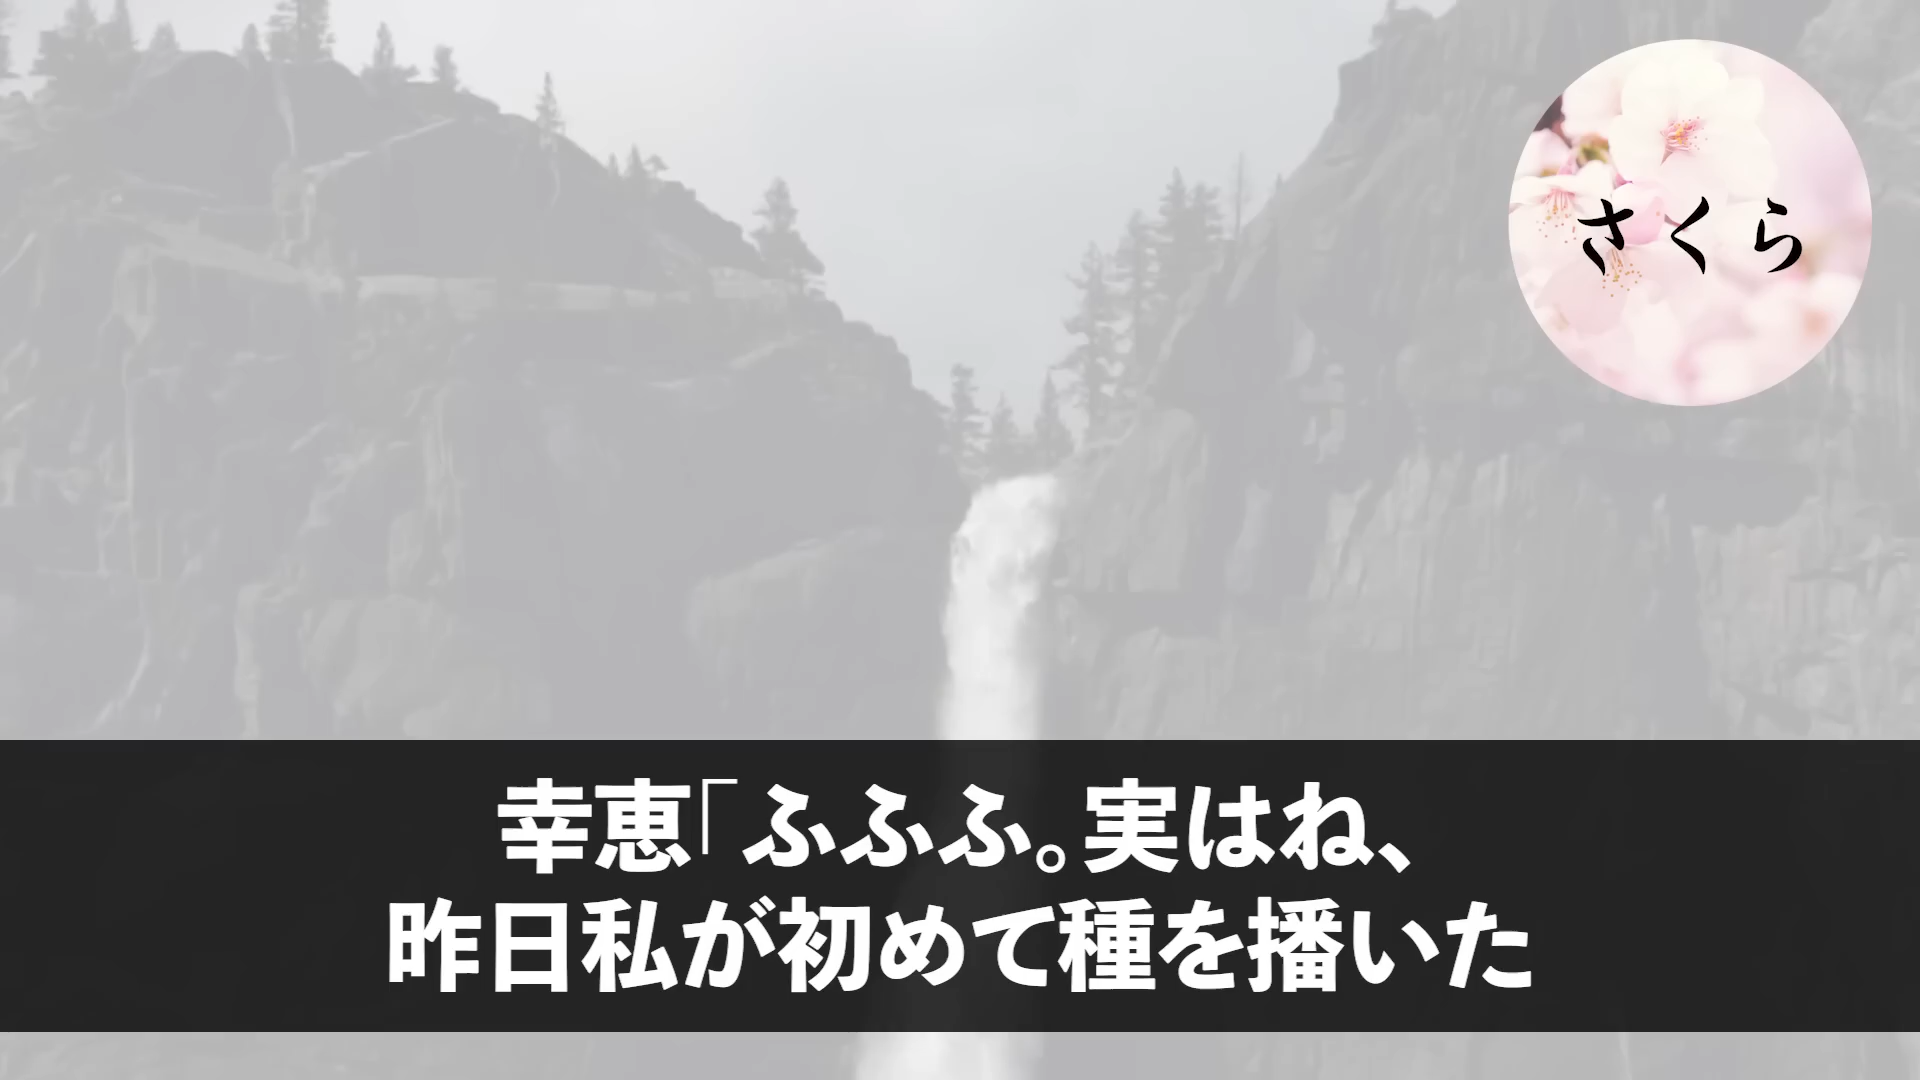 さくら
幸恵「ふふふ。実はね、
昨日私が初めて種を播いた